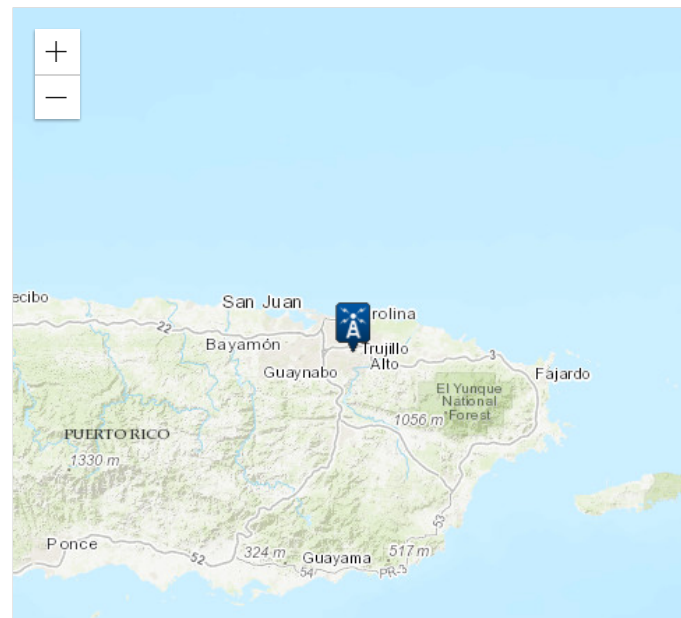 +
−
ecibo
San Juan
rolina
22
Bayamón
Trujillo
Alto
3
Guaynabo
Fajardo
El Yunque
National
Forest
1056 m
PUERTO RICO
1330 m
53
Ponce
52
324 m
Guayama
517 m
54
PR-3